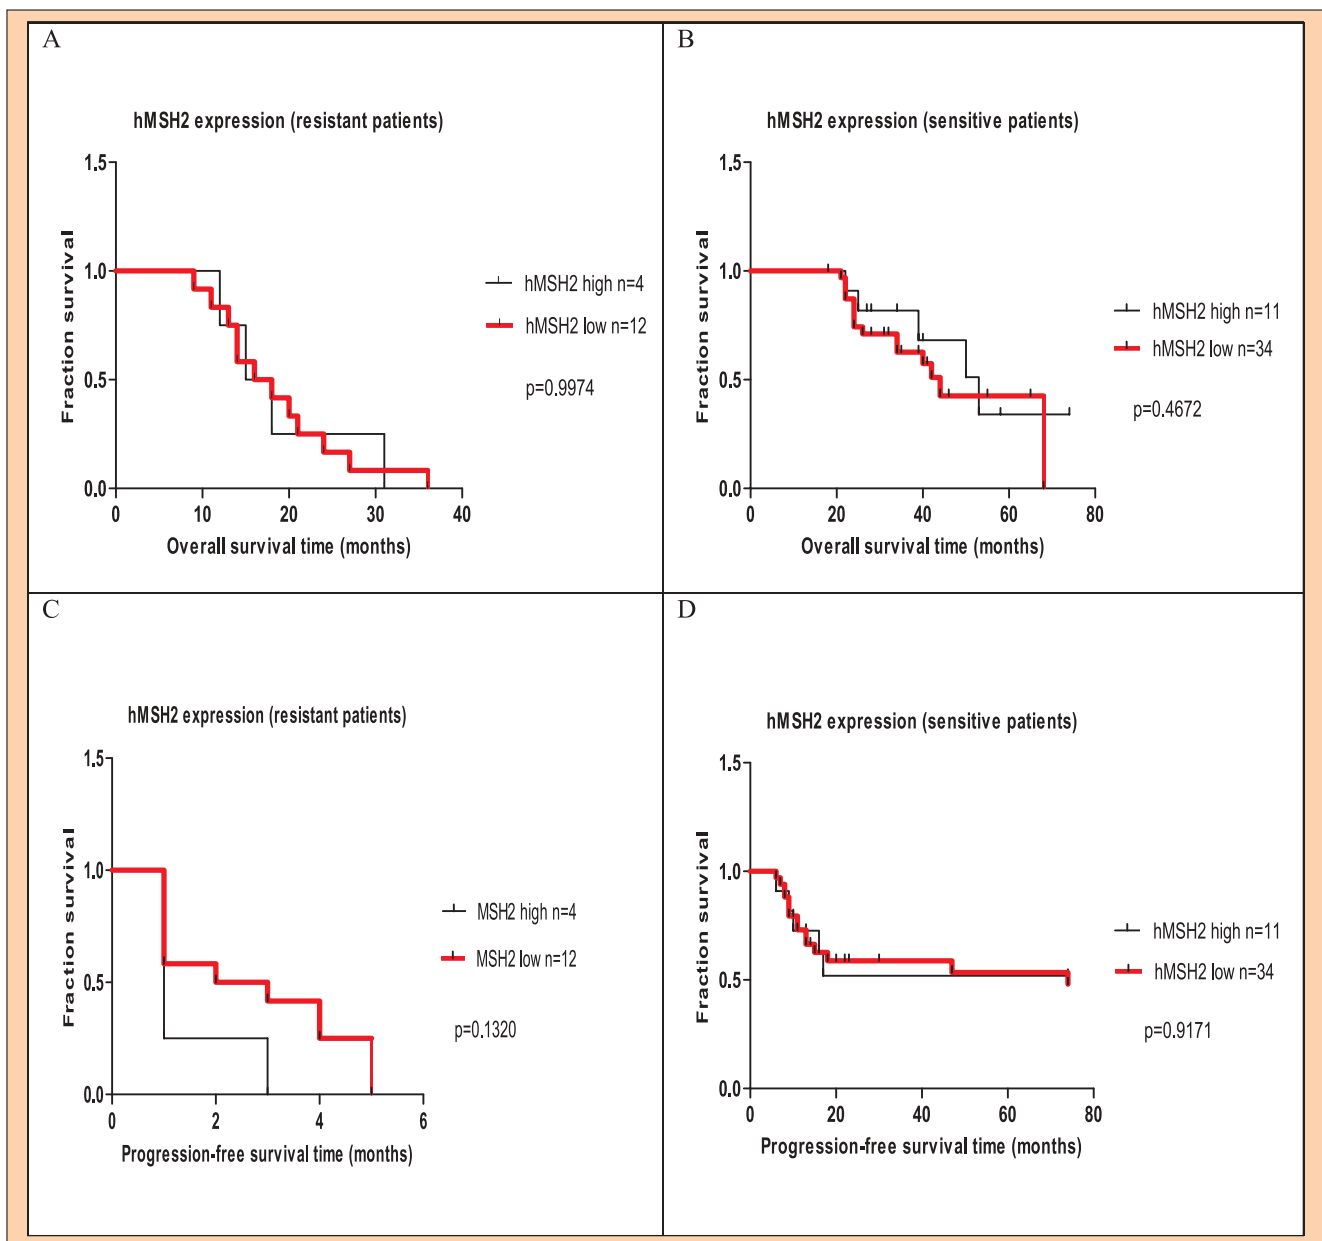 A
hMSH2 expression (resistant patients)
1.5
1.0
0.5
0.0
Fraction survival
0 10 20 30 40
Overall survival time (months)
hMSH2 high n=4
hMSH2 low n=12
p=0.9974
B
hMSH2 expression (sensitive patients)
1.5
1.0
0.5
0.0
Fraction survival
0 20 40 60 80
Overall survival time (months)
hMSH2 high n=11
hMSH2 low n=34
p=0.4672
C
hMSH2 expression (resistant patients)
1.5
1.0
0.5
0.0
Fraction survival
0 2 4 6
Progression-free survival time (months)
MSH2 high n=4
MSH2 low n=12
p=0.1320
D
hMSH2 expression (sensitive patients)
1.5
1.0
0.5
0.0
Fraction survival
0 20 40 60 80
Progression-free survival time (months)
hMSH2 high n=11
hMSH2 low n=34
p=0.9171